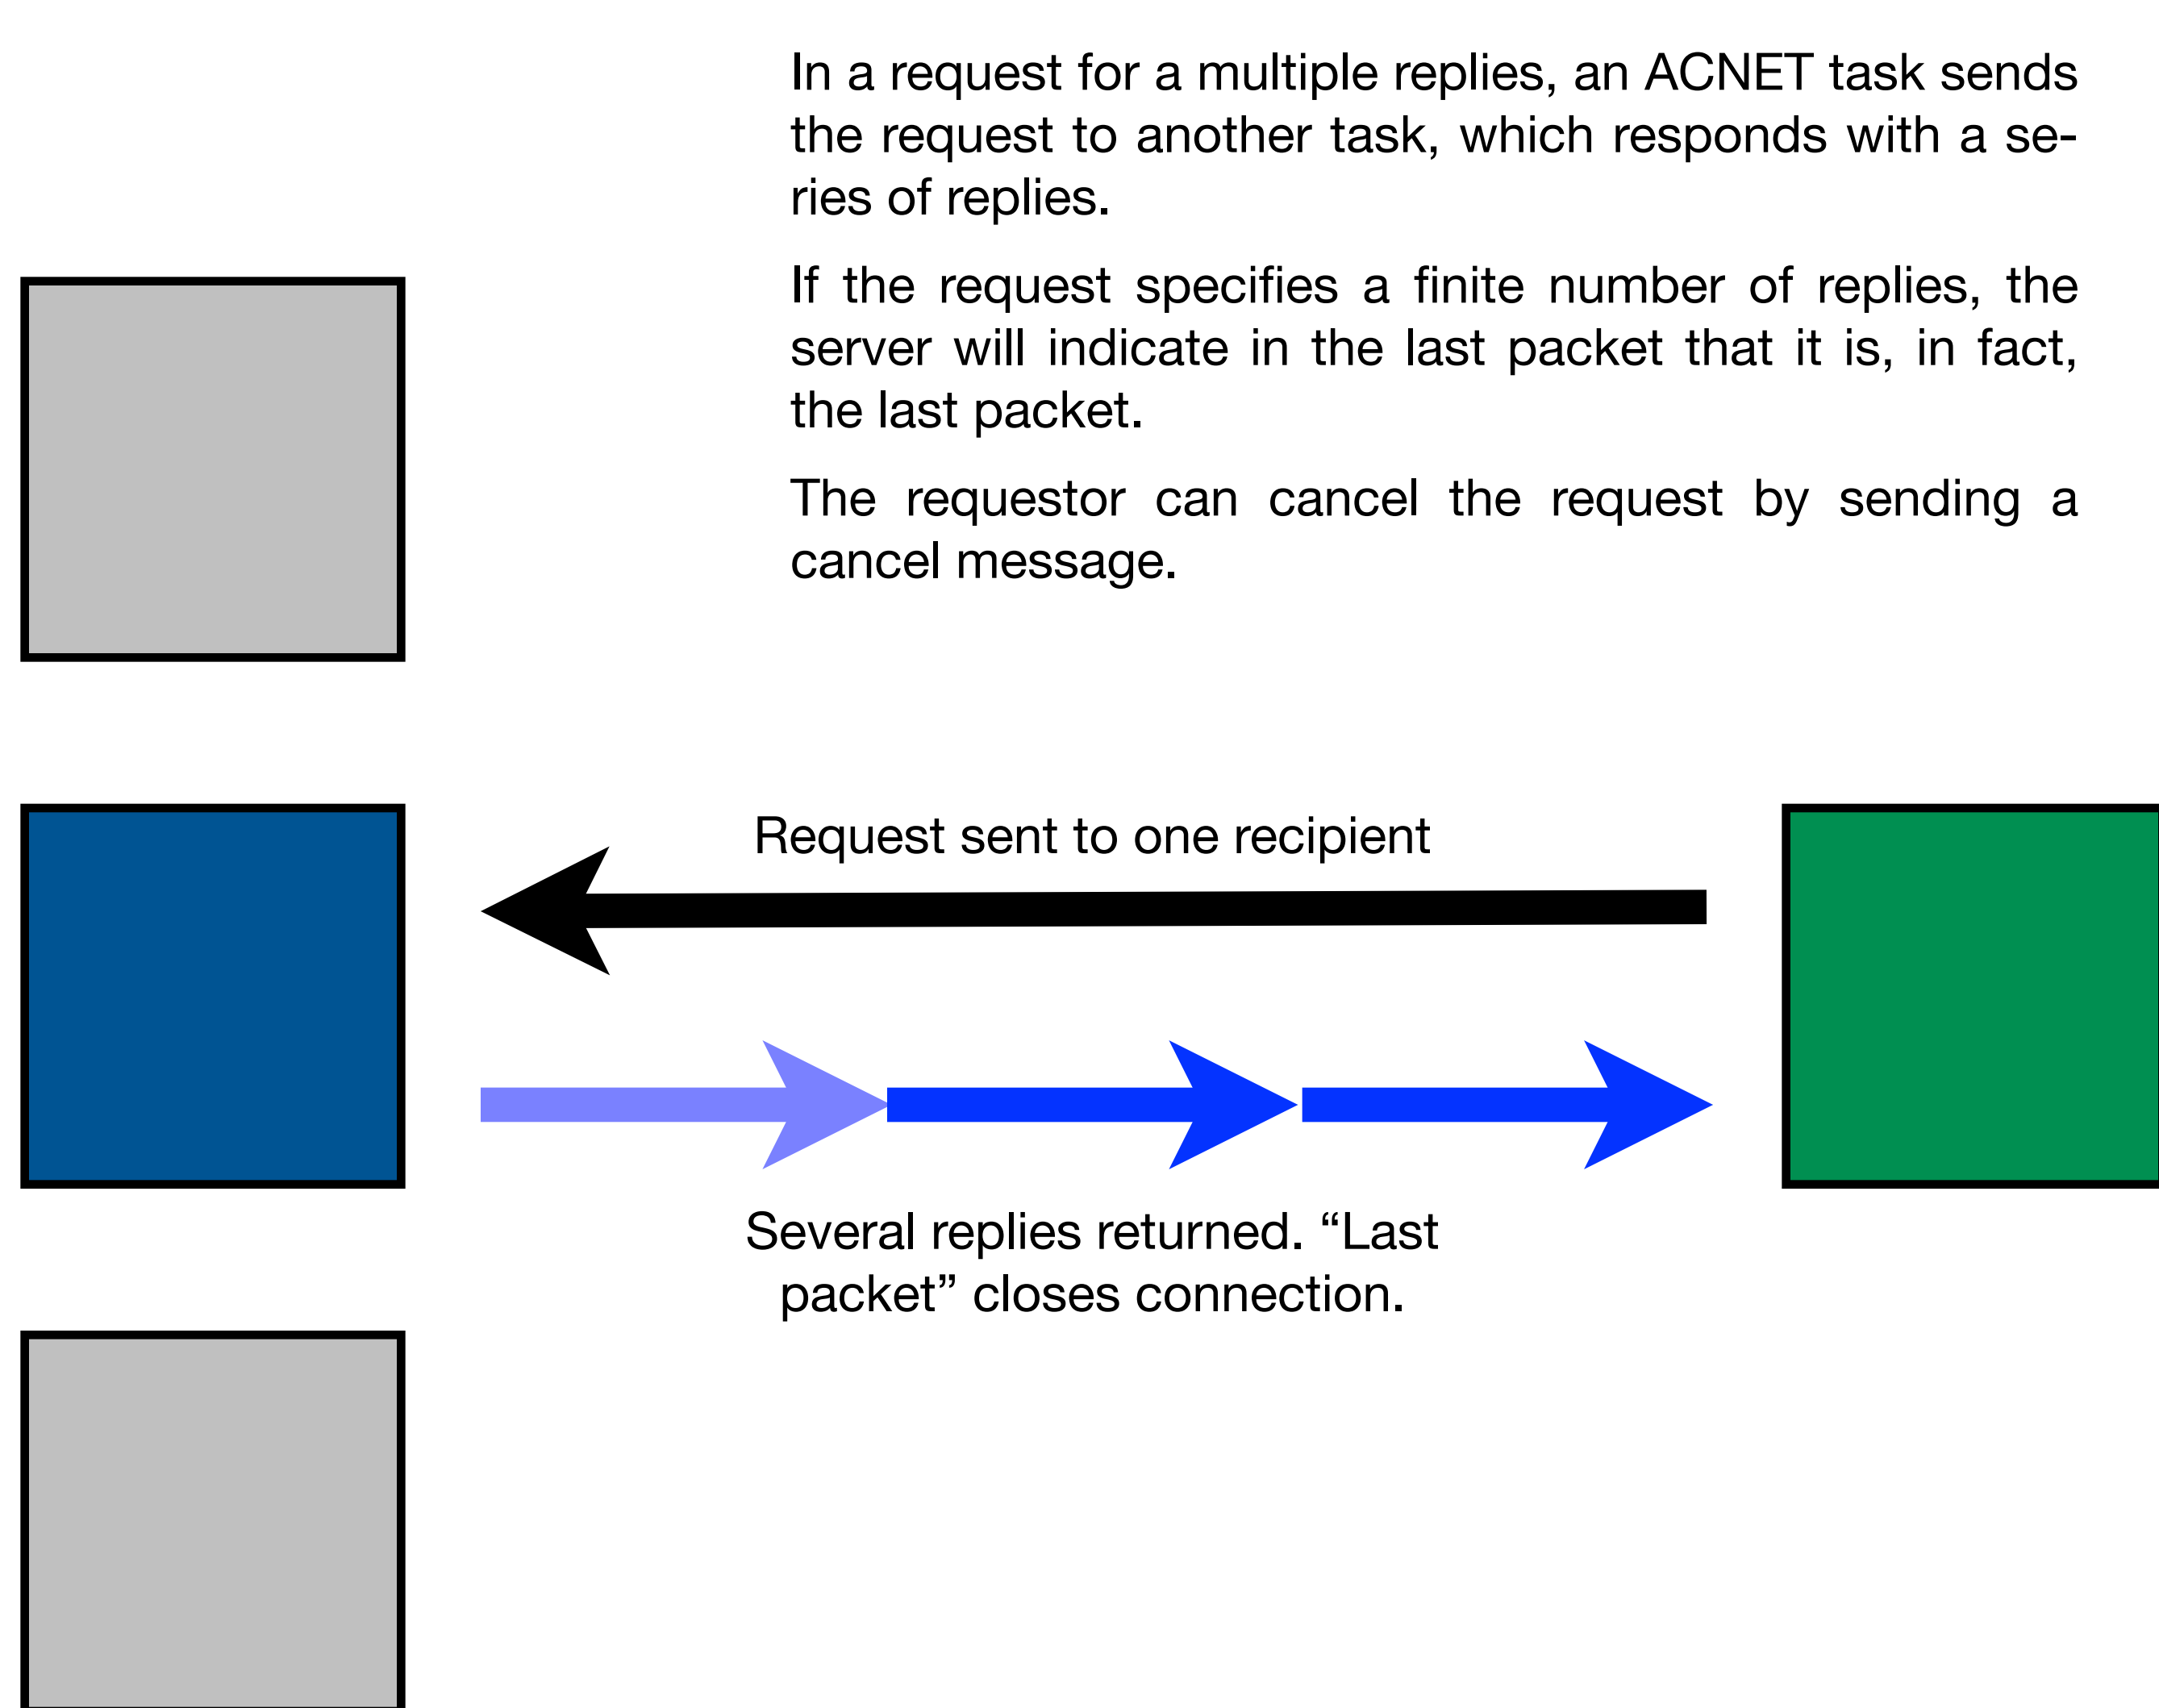 In a request for a multiple replies, an ACNET task sends
the request to another task, which responds with a se-
ries of replies.
If the request specifies a finite number of replies, the
server will indicate in the last packet that it is, in fact,
the last packet.
The requestor can cancel the request by sending a
cancel message.
Request sent to one recipient
Several replies returned. “Last
packet” closes connection.